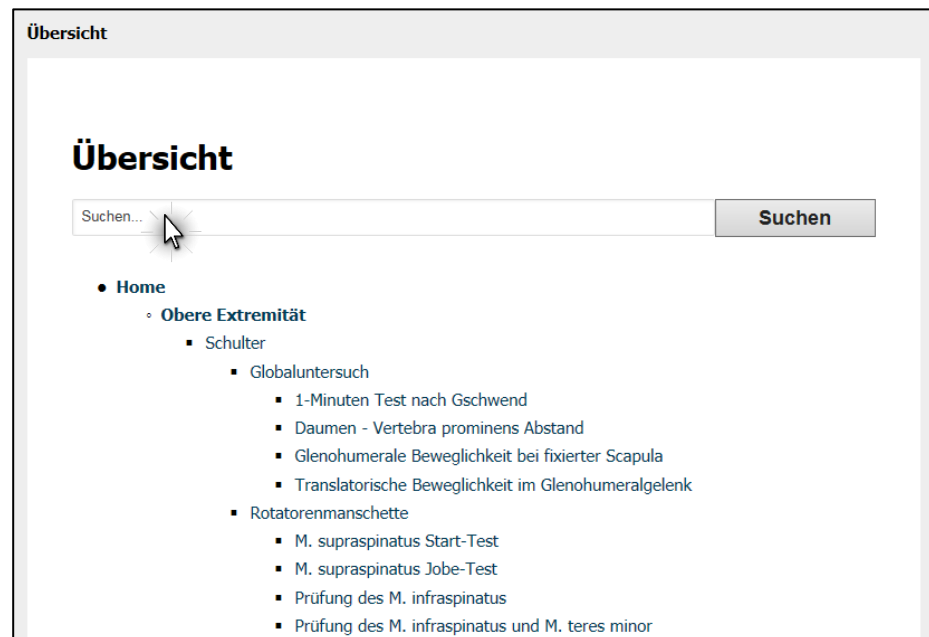 Übersicht
Übersicht
Suchen...
Suchen
Home
Obere Extremität
Schulter
Globaluntersuch
1-Minuten Test nach Gschwend
Daumen - Vertebra prominens Abstand
Glenohumerale Beweglichkeit bei fixierter Scapula
Translatorische Beweglichkeit im Glenohumeralgelenk
Rotatorenmanschette
M. supraspinatus Start-Test
M. supraspinatus Jobe-Test
Prüfung des M. infraspinatus
Prüfung des M. infraspinatus und M. teres minor